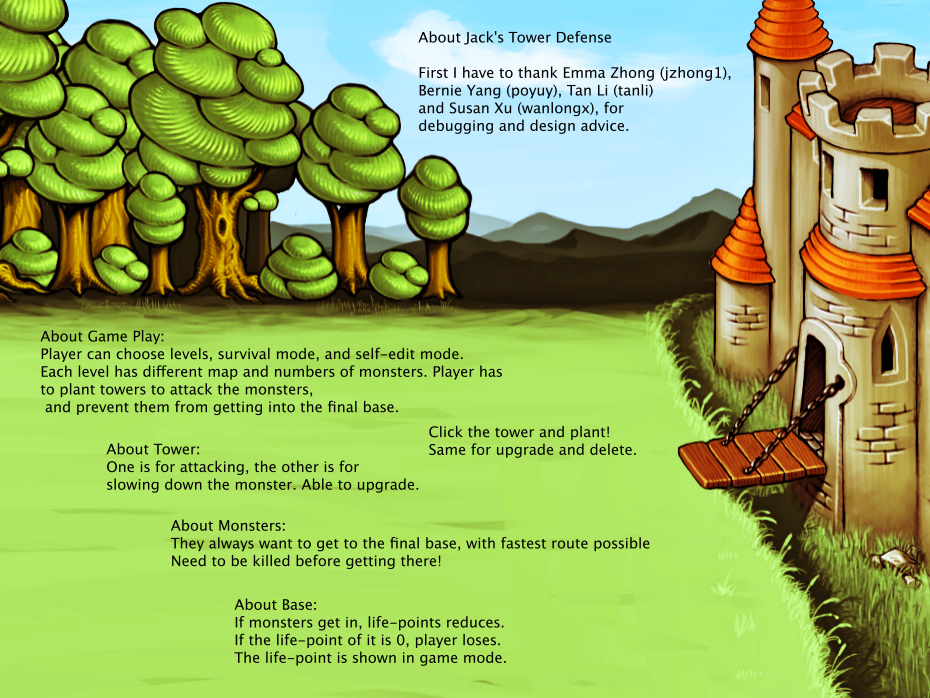 About Jack's Tower Defense
First I have to thank Emma Zhong (jzhong1),
Bernie Yang (poyuy), Tan Li (tanli)
and Susan Xu (wanlongx), for
debugging and design advice.
About Game Play:
Player can choose levels, survival mode, and self-edit mode.
Each level has different map and numbers of monsters. Player has
to plant towers to attack the monsters,
and prevent them from getting into the final base.
Click the tower and plant!
Same for upgrade and delete.
About Tower:
One is for attacking, the other is for
slowing down the monster. Able to upgrade.
About Monsters:
They always want to get to the final base, with fastest route possible
Need to be killed before getting there!
About Base:
If monsters get in, life-points reduces.
If the life-point of it is 0, player loses.
The life-point is shown in game mode.